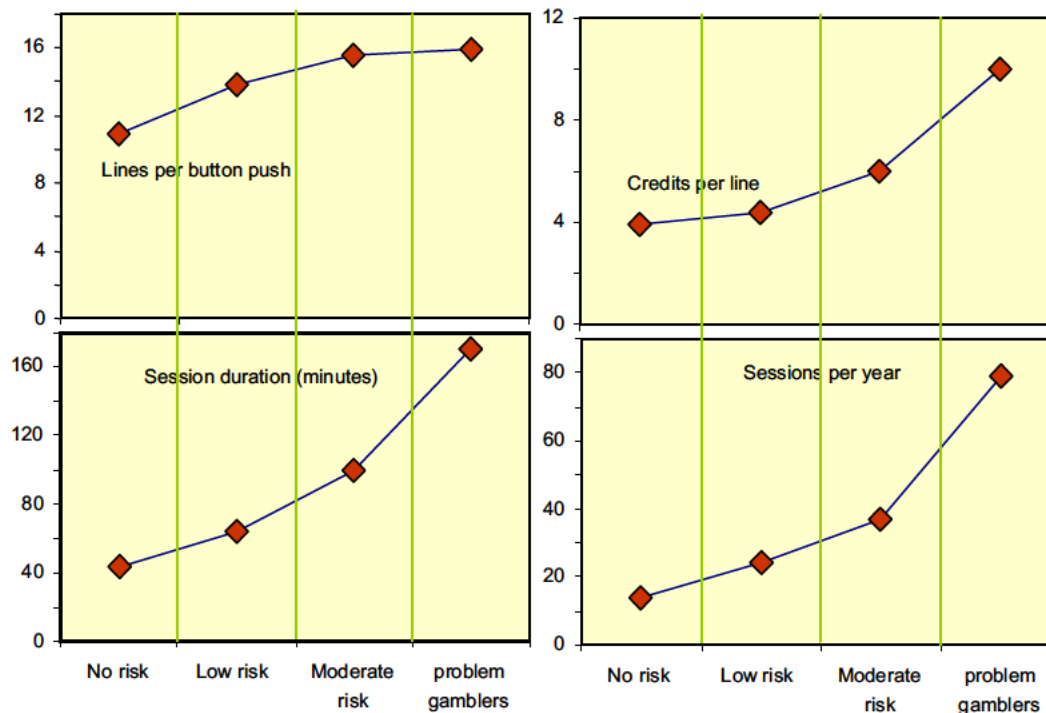 16
12
8
4
0
Lines per button push
12
8
4
0
Credits per line
160
120
80
40
0
Session duration (minutes)
No risk
Low risk
Moderate
risk
problem
gamblers
80
60
40
20
0
Sessions per year
No risk
Low risk
Moderate
risk
problem
gamblers